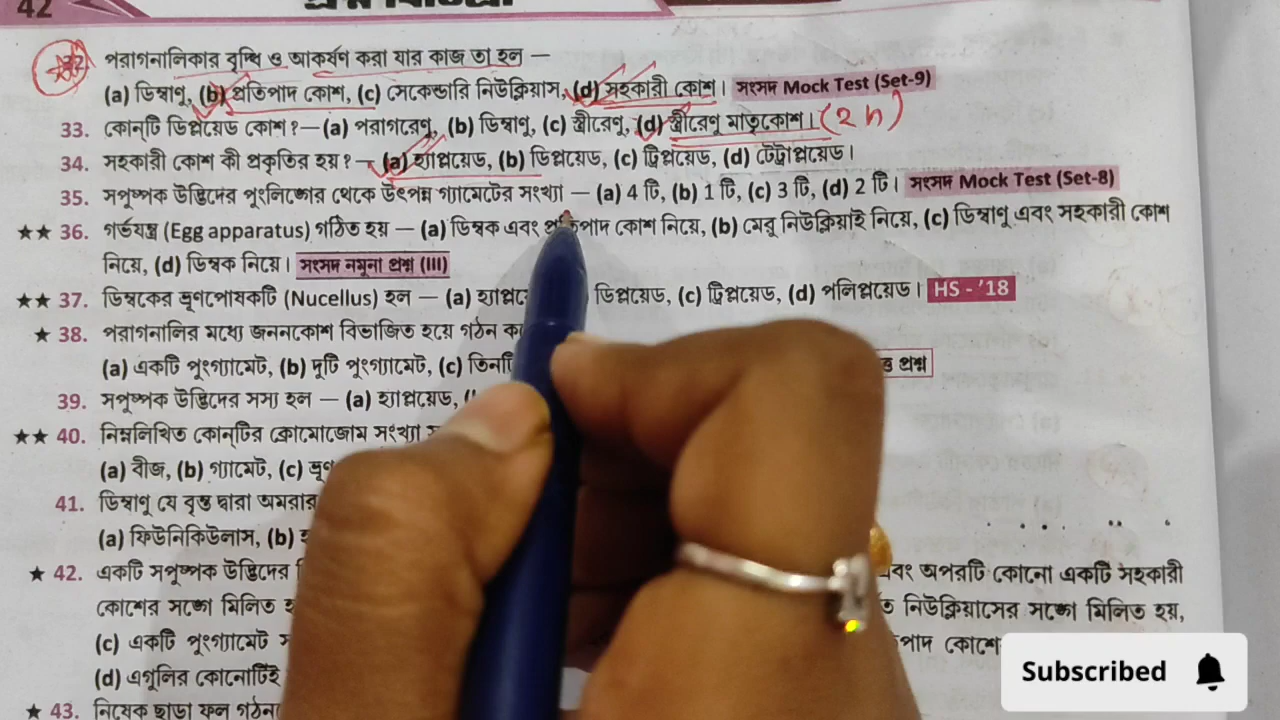 42
32. পরাগনালিকার বৃদ্ধি ও আকর্ষণ করা যার কাজ তা হল —
(a) ডিম্বাণু, (b) প্রতিপাদ কোশ, (c) সেকেন্ডারি নিউক্লিয়াস, (d) সহকারী কোশ। সংসদ Mock Test (Set-9)
33. কোন্‌টি ডিপ্লয়েড কোশ?—(a) পরাগরেণু, (b) ডিম্বাণু, (c) স্ত্রীরেণু, (d) স্ত্রীরেণু মাতৃকোশ। (2n)
34. সহকারী কোশ কী প্রকৃতির হয়? — (a) হ্যাপ্লয়েড, (b) ডিপ্লয়েড, (c) ট্রিপ্লয়েড, (d) টেট্রাপ্লয়েড।
35. সপুষ্পক উদ্ভিদের পুংলিঙ্গের থেকে উৎপন্ন গ্যামেটের সংখ্যা — (a) 4 টি, (b) 1 টি, (c) 3 টি, (d) 2 টি। সংসদ Mock Test (Set-8)
★★ 36. গর্ভযন্ত্র (Egg apparatus) গঠিত হয় — (a) ডিম্বক এবং প্রতিপাদ কোশ নিয়ে, (b) মেরু নিউক্লিয়াই নিয়ে, (c) ডিম্বাণু এবং সহকারী কোশ
নিয়ে, (d) ডিম্বক নিয়ে। সংসদ নমুনা প্রশ্ন (III)
★★ 37. ডিম্বকের ভ্রূণপোষকটি (Nucellus) হল — (a) ডিপ্লয়েড, (c) ট্রিপ্লয়েড, (d) পলিপ্লয়েড। HS - '18
★ 38. পরাগনালির মধ্যে জননকোশ বিভাজিত হয়ে গঠন
(a) একটি পুংগ্যামেট, (b) দুটি পুংগ্যামেট, (c) তিনটি প্রশ্ন
39. সপুষ্পক উদ্ভিদের সস্য হল — (a) হ্যাপ্লয়েড,
★★ 40. নিম্নলিখিত কোন্‌টির ক্রোমোজোম সংখ্যা
(a) বীজ, (b) গ্যামেট, (c)
41. ডিম্বাণু যে বৃন্ত দ্বারা অমরার
(a) ফিউনিকিউলাস, (b)
★ 42. একটি সপুষ্পক উদ্ভিদের এবং অপরটি কোনো একটি সহকারী
কোশের সঙ্গে মিলিত নিউক্লিয়াসের সঙ্গে মিলিত হয়,
(c) একটি পুংগ্যামেট
(d) এগুলির কোনোটিই
★ 43. নিষেক ছাড়া ফল
Subscribed